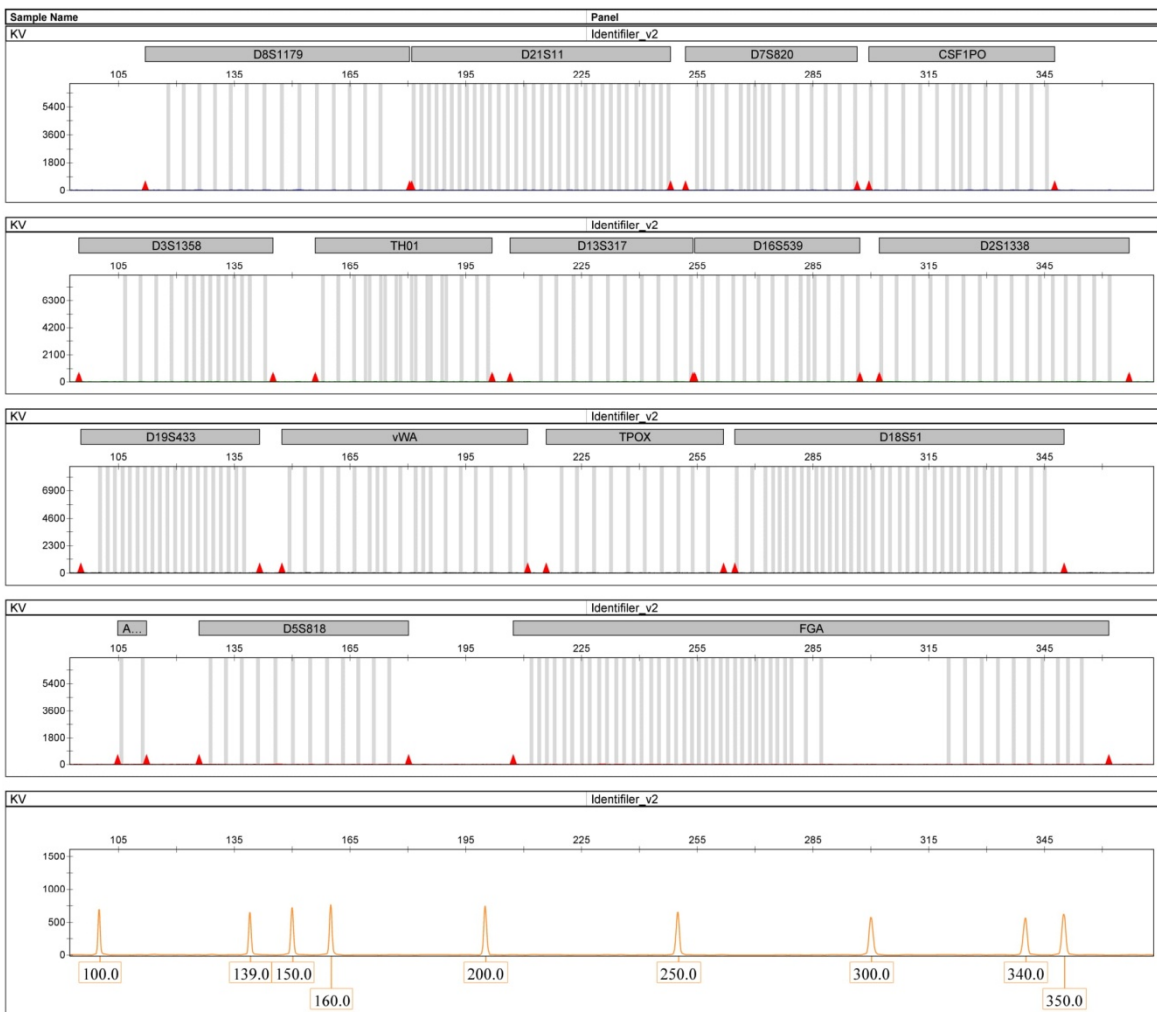 Sample Name Panel
KV Identifiler_v2
D8S1179 D21S11 D7S820 CSF1PO
105 135 165 195 225 255 285 315 345
5400
3600
1800
0
KV Identifiler_v2
D3S1358 TH01 D13S317 D16S539 D2S1338
105 135 165 195 225 255 285 315 345
6300
4200
2100
0
KV Identifiler_v2
D19S433 vWA TPOX D18S51
105 135 165 195 225 255 285 315 345
6900
4600
2300
0
KV Identifiler_v2
A... D5S818 FGA
105 135 165 195 225 255 285 315 345
5400
3600
1800
0
KV Identifiler_v2
105 135 165 195 225 255 285 315 345
1500
1000
500
0
100.0 139.0 150.0 200.0 250.0 300.0 340.0
160.0 350.0